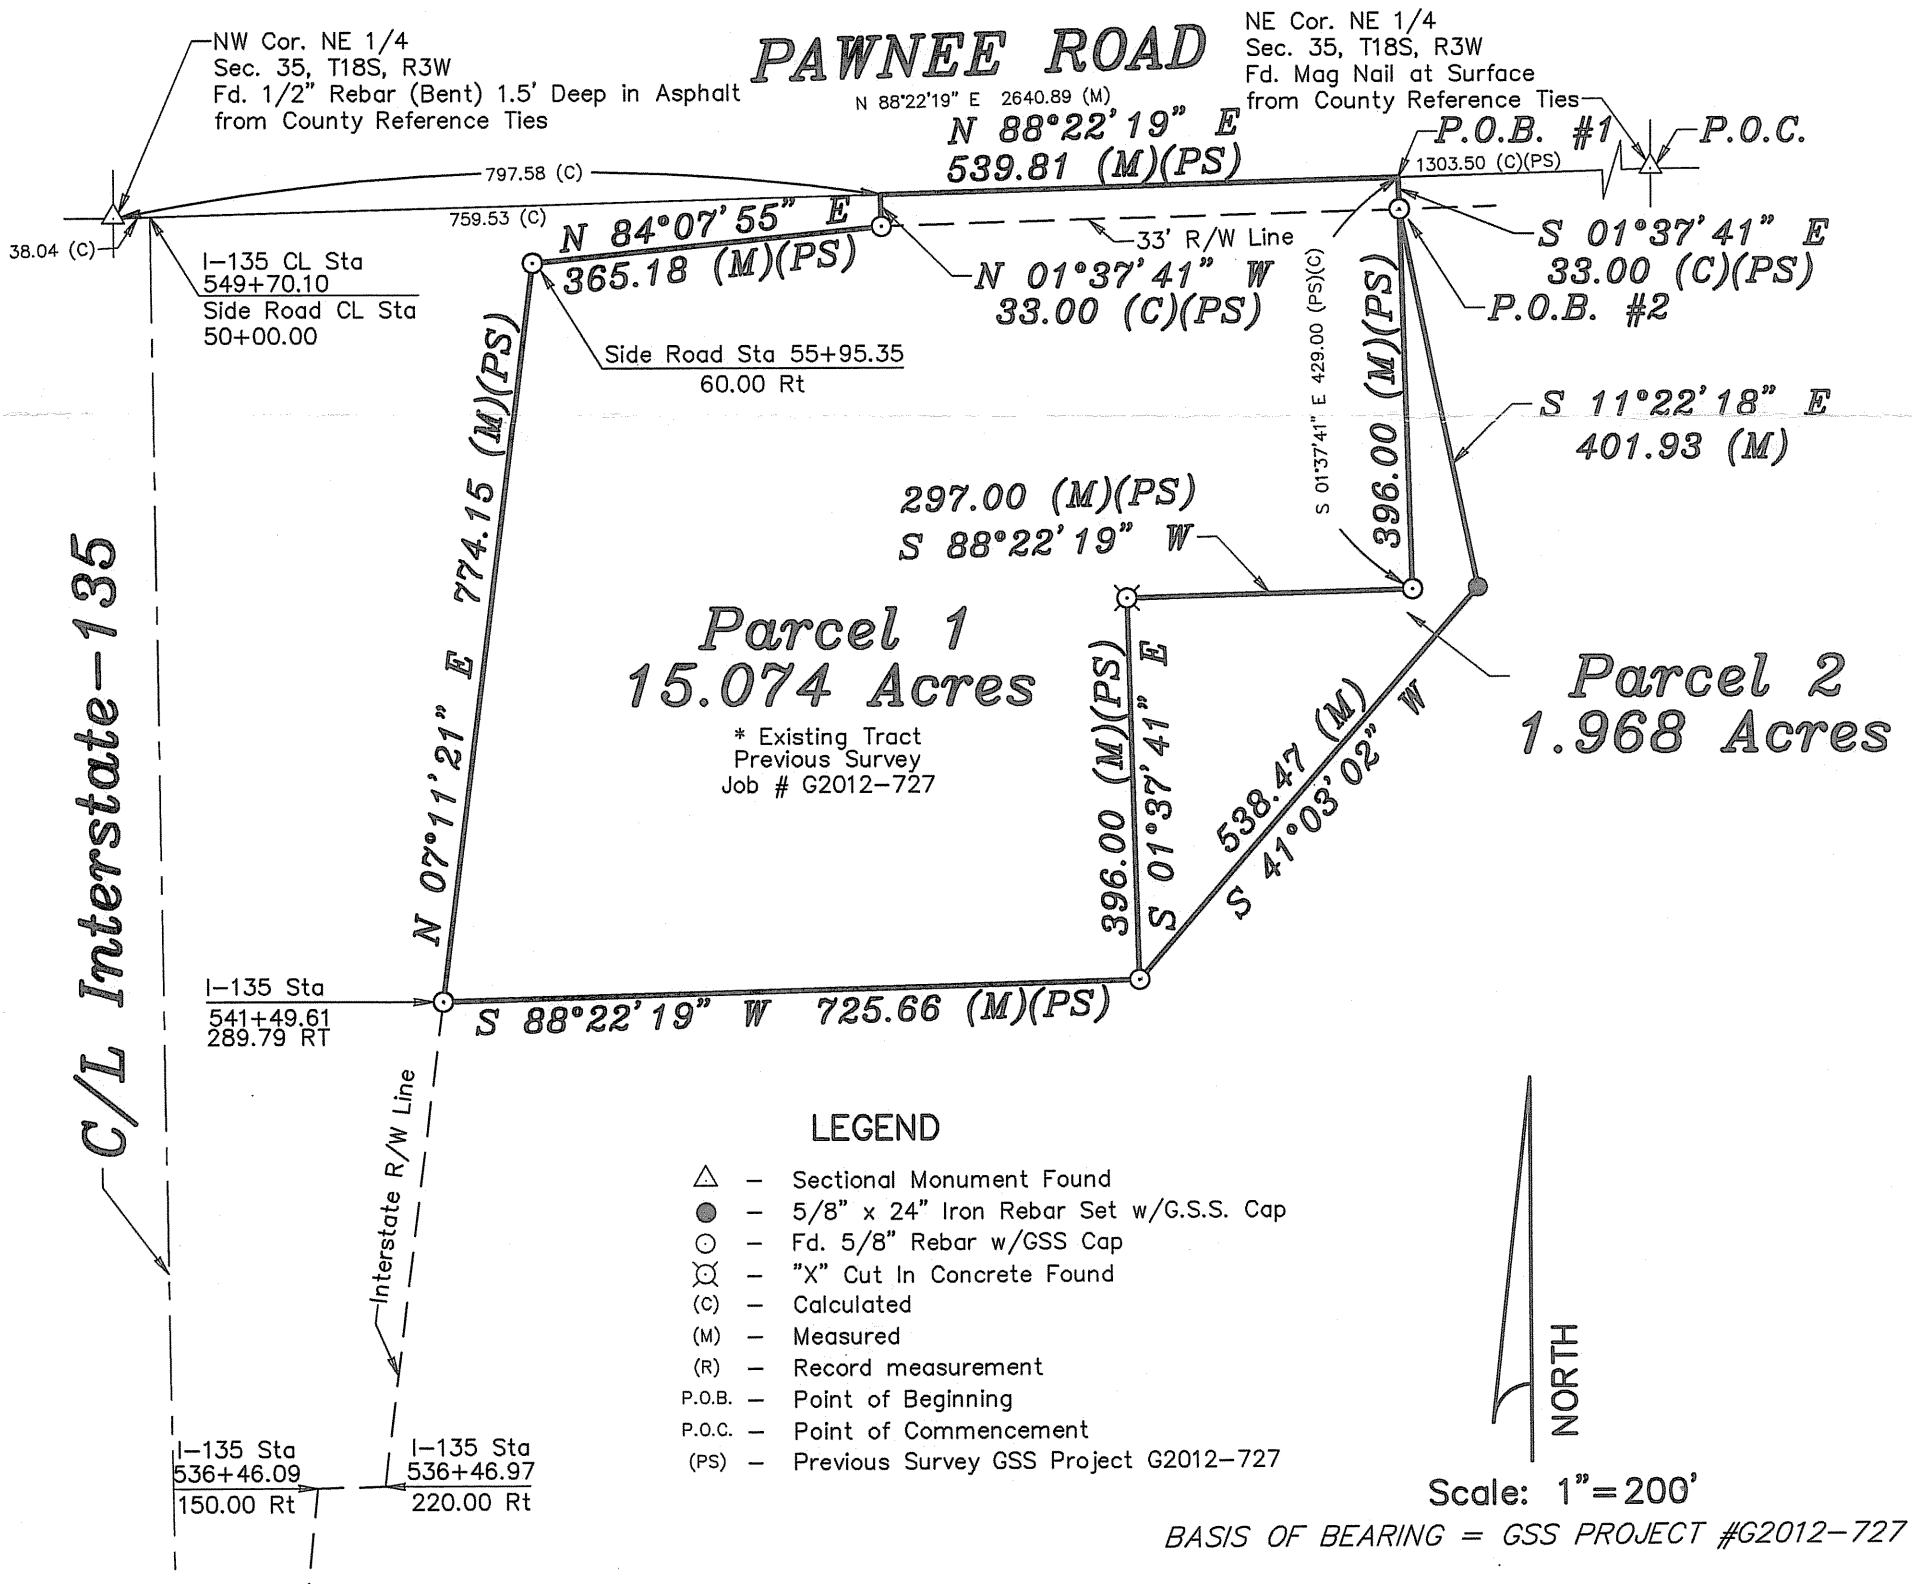 NW Cor. NE 1/4
Sec. 35, T18S, R3W
Fd. 1/2" Rebar (Bent) 1.5' Deep in Asphalt
from County Reference Ties
PAWNEE ROAD
N 88°22'19" E 2640.89 (M)
N 88°22'19" E
539.81 (M)(PS)
NE Cor. NE 1/4
Sec. 35, T18S, R3W
Fd. Mag Nail at Surface
from County Reference Ties
P.O.B. #1
P.O.C.
1303.50 (C)(PS)
797.58 (C)
759.53 (C)
38.04 (C)
I-135 CL Sta
549+70.10
Side Road CL Sta
50+00.00
N 84°07'55" E
365.18 (M)(PS)
33' R/W Line
N 01°37'41" W
33.00 (C)(PS)
S 01°37'41" E
33.00 (C)(PS)
P.O.B. #2
Side Road Sta 55+95.35
60.00 Rt
S 01°37'41" E 429.00 (PS)(C)
396.00 (M)(PS)
S 11°22'18" E
401.93 (M)
297.00 (M)(PS)
S 88°22'19" W
N 07°11'21" E 774.15 (M)(PS)
C/L Interstate-135
Parcel 1
15.074 Acres
* Existing Tract
Previous Survey
Job # G2012-727
396.00 (M)(PS)
S 01°37'41" E
538.47 (M)
S 41°03'02" W
Parcel 2
1.968 Acres
I-135 Sta
541+49.61
289.79 RT
S 88°22'19" W 725.66 (M)(PS)
Interstate R/W Line
LEGEND
– Sectional Monument Found
– 5/8" x 24" Iron Rebar Set w/G.S.S. Cap
– Fd. 5/8" Rebar w/GSS Cap
– "X" Cut In Concrete Found
(C) – Calculated
(M) – Measured
(R) – Record measurement
P.O.B. – Point of Beginning
P.O.C. – Point of Commencement
(PS) – Previous Survey GSS Project G2012-727
I-135 Sta
536+46.09
150.00 Rt
I-135 Sta
536+46.97
220.00 Rt
NORTH
Scale: 1"=200'
BASIS OF BEARING = GSS PROJECT #G2012-727